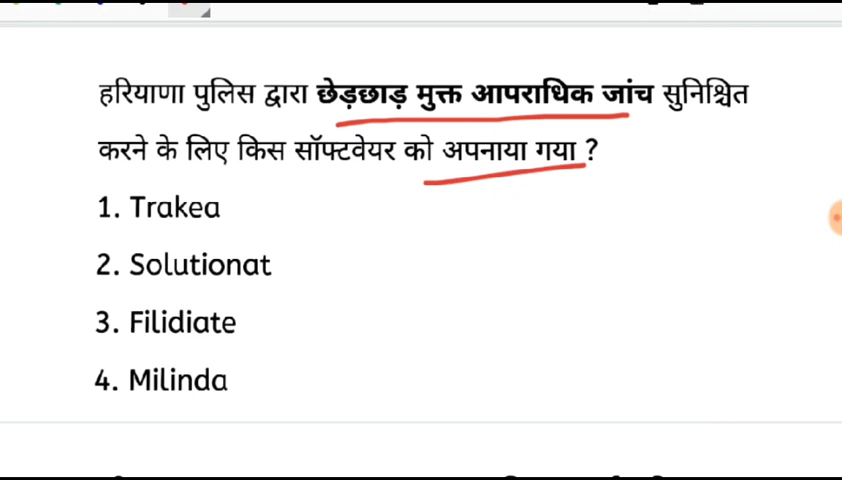 हरियाणा पुलिस द्वारा छेड़छाड़ मुक्त आपराधिक जांच सुनिश्चित
करने के लिए किस सॉफ्टवेयर को अपनाया गया ?
1. Trakea
2. Solutionat
3. Filidiate
4. Milinda